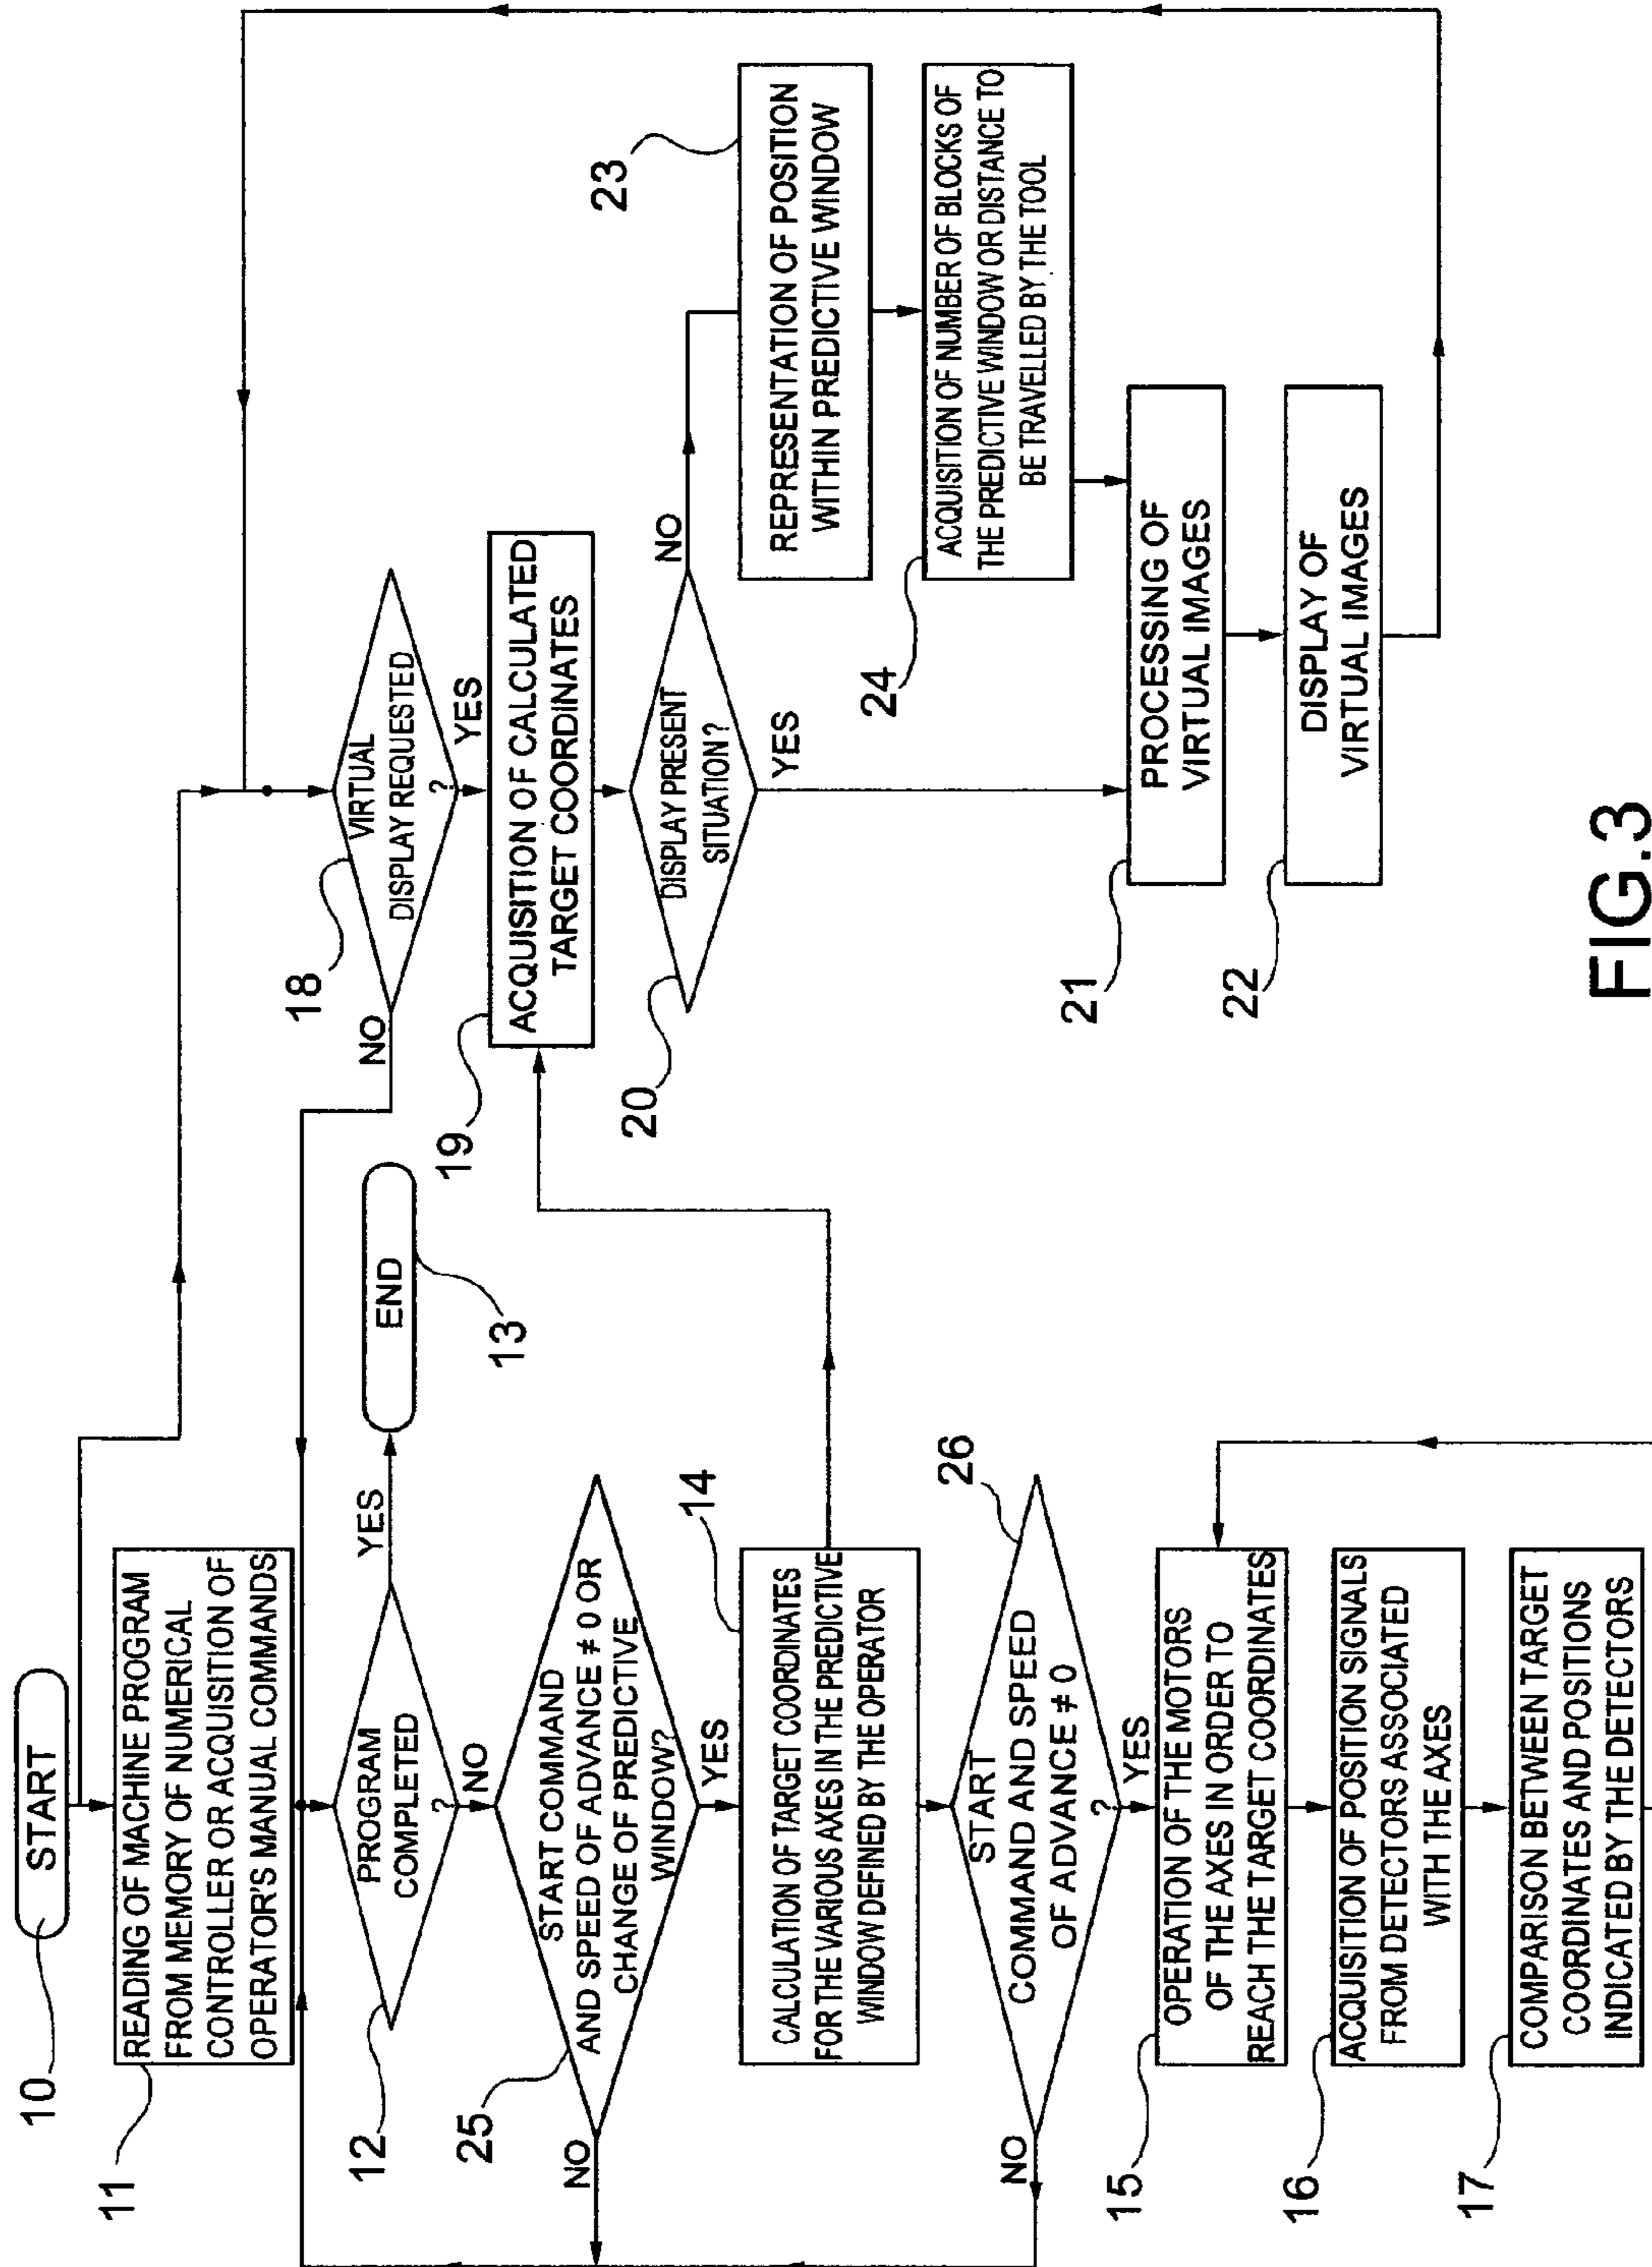 START
10
READING OF MACHINE PROGRAM
FROM MEMORY OF NUMERICAL
CONTROLLER OR ACQUISITION OF
OPERATOR'S MANUAL COMMANDS
11
PROGRAM
COMPLETED
?
12
YES
NO
END
13
START COMMAND
AND SPEED OF ADVANCE ≠ 0 OR
CHANGE OF PREDICTIVE
WINDOW?
25
NO
YES
CALCULATION OF TARGET COORDINATES
FOR THE VARIOUS AXES IN THE PREDICTIVE
WINDOW DEFINED BY THE OPERATOR
14
START
COMMAND AND SPEED
OF ADVANCE ≠ 0
?
26
NO
YES
OPERATION OF THE MOTORS
OF THE AXES IN ORDER TO
REACH THE TARGET COORDINATES
15
ACQUISITION OF POSITION SIGNALS
FROM DETECTORS ASSOCIATED
WITH THE AXES
16
COMPARISON BETWEEN TARGET
COORDINATES AND POSITIONS
INDICATED BY THE DETECTORS
17
VIRTUAL
DISPLAY REQUESTED
?
18
NO
YES
ACQUISITION OF CALCULATED
TARGET COORDINATES
19
DISPLAY PRESENT
SITUATION?
20
NO
YES
REPRESENTATION OF POSITION
WITHIN PREDICTIVE WINDOW
23
ACQUISITION OF NUMBER OF BLOCKS OF
THE PREDICTIVE WINDOW OR DISTANCE TO
BE TRAVELLED BY THE TOOL
24
PROCESSING OF
VIRTUAL IMAGES
21
DISPLAY OF
VIRTUAL IMAGES
22
FIG.3